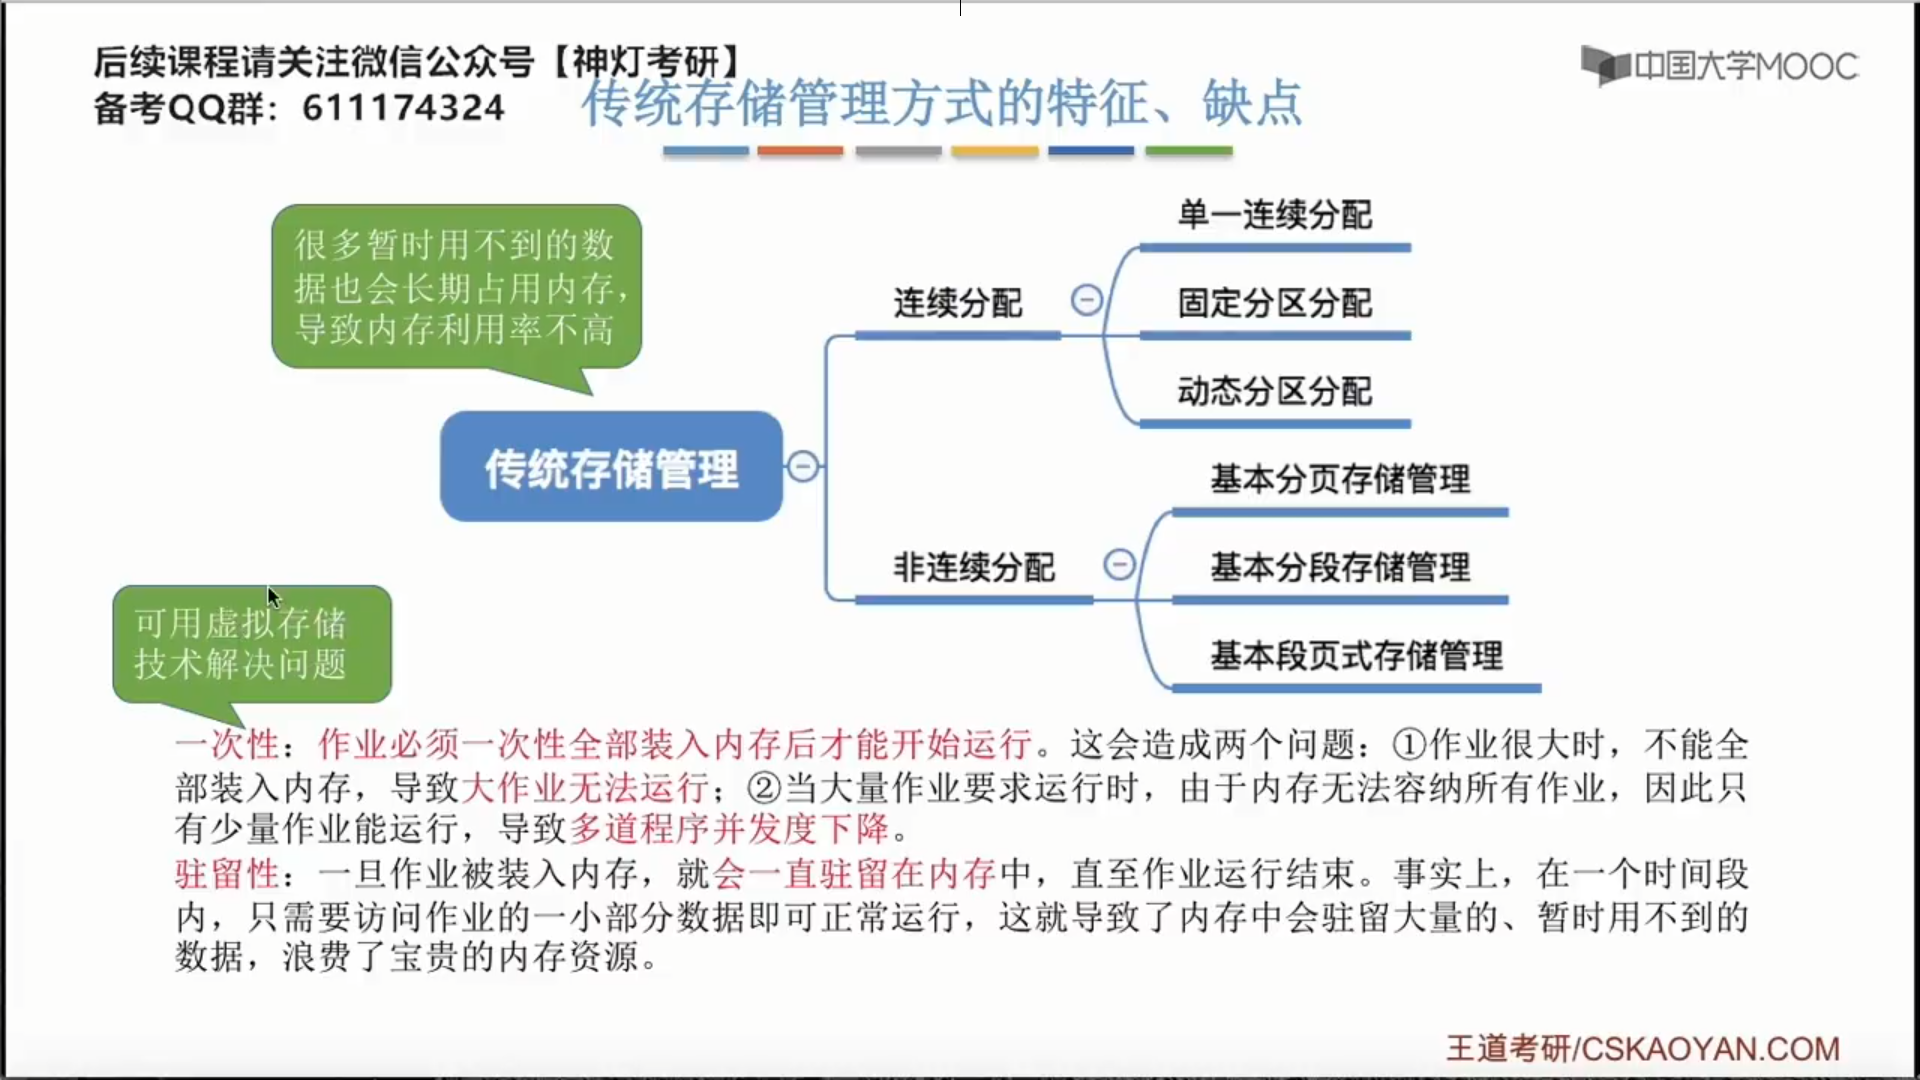 后续课程请关注微信公众号【神灯考研】
备考QQ群：611174324
中国大学MOOC
传统存储管理方式的特征、缺点
很多暂时用不到的数
据也会长期占用内存，
导致内存利用率不高
传统存储管理
连续分配
单一连续分配
固定分区分配
动态分区分配
非连续分配
基本分页存储管理
基本分段存储管理
基本段页式存储管理
可用虚拟存储
技术解决问题
一次性：作业必须一次性全部装入内存后才能开始运行。这会造成两个问题：①作业很大时，不能全
部装入内存，导致大作业无法运行；②当大量作业要求运行时，由于内存无法容纳所有作业，因此只
有少量作业能运行，导致多道程序并发度下降。
驻留性：一旦作业被装入内存，就会一直驻留在内存中，直至作业运行结束。事实上，在一个时间段
内，只需要访问作业的一小部分数据即可正常运行，这就导致了内存中会驻留大量的、暂时用不到的
数据，浪费了宝贵的内存资源。
王道考研/CSKAOYAN.COM